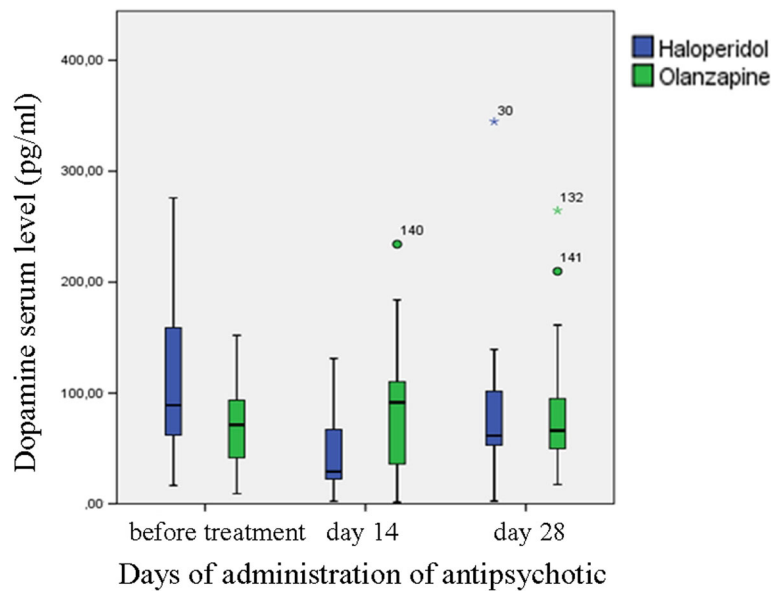 Dopamine serum level (pg/ml)
400,00
300,00
200,00
100,00
,00
30
132
140
141
Haloperidol
Olanzapine
before treatment
day 14
day 28
Days of administration of antipsychotic